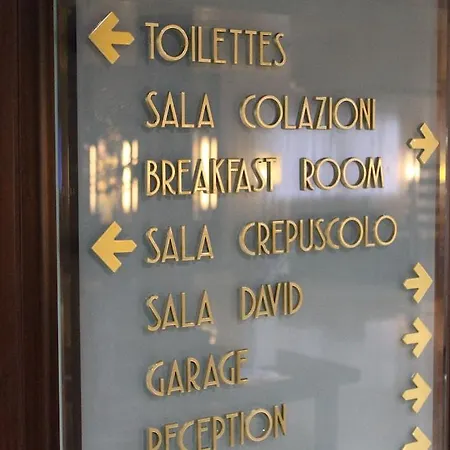 TOILETTES
SALA COLAZIONI
BREAKFAST ROOM
SALA CREPUSCOLO
SALA DAVID
GARAGE
RECEPTION